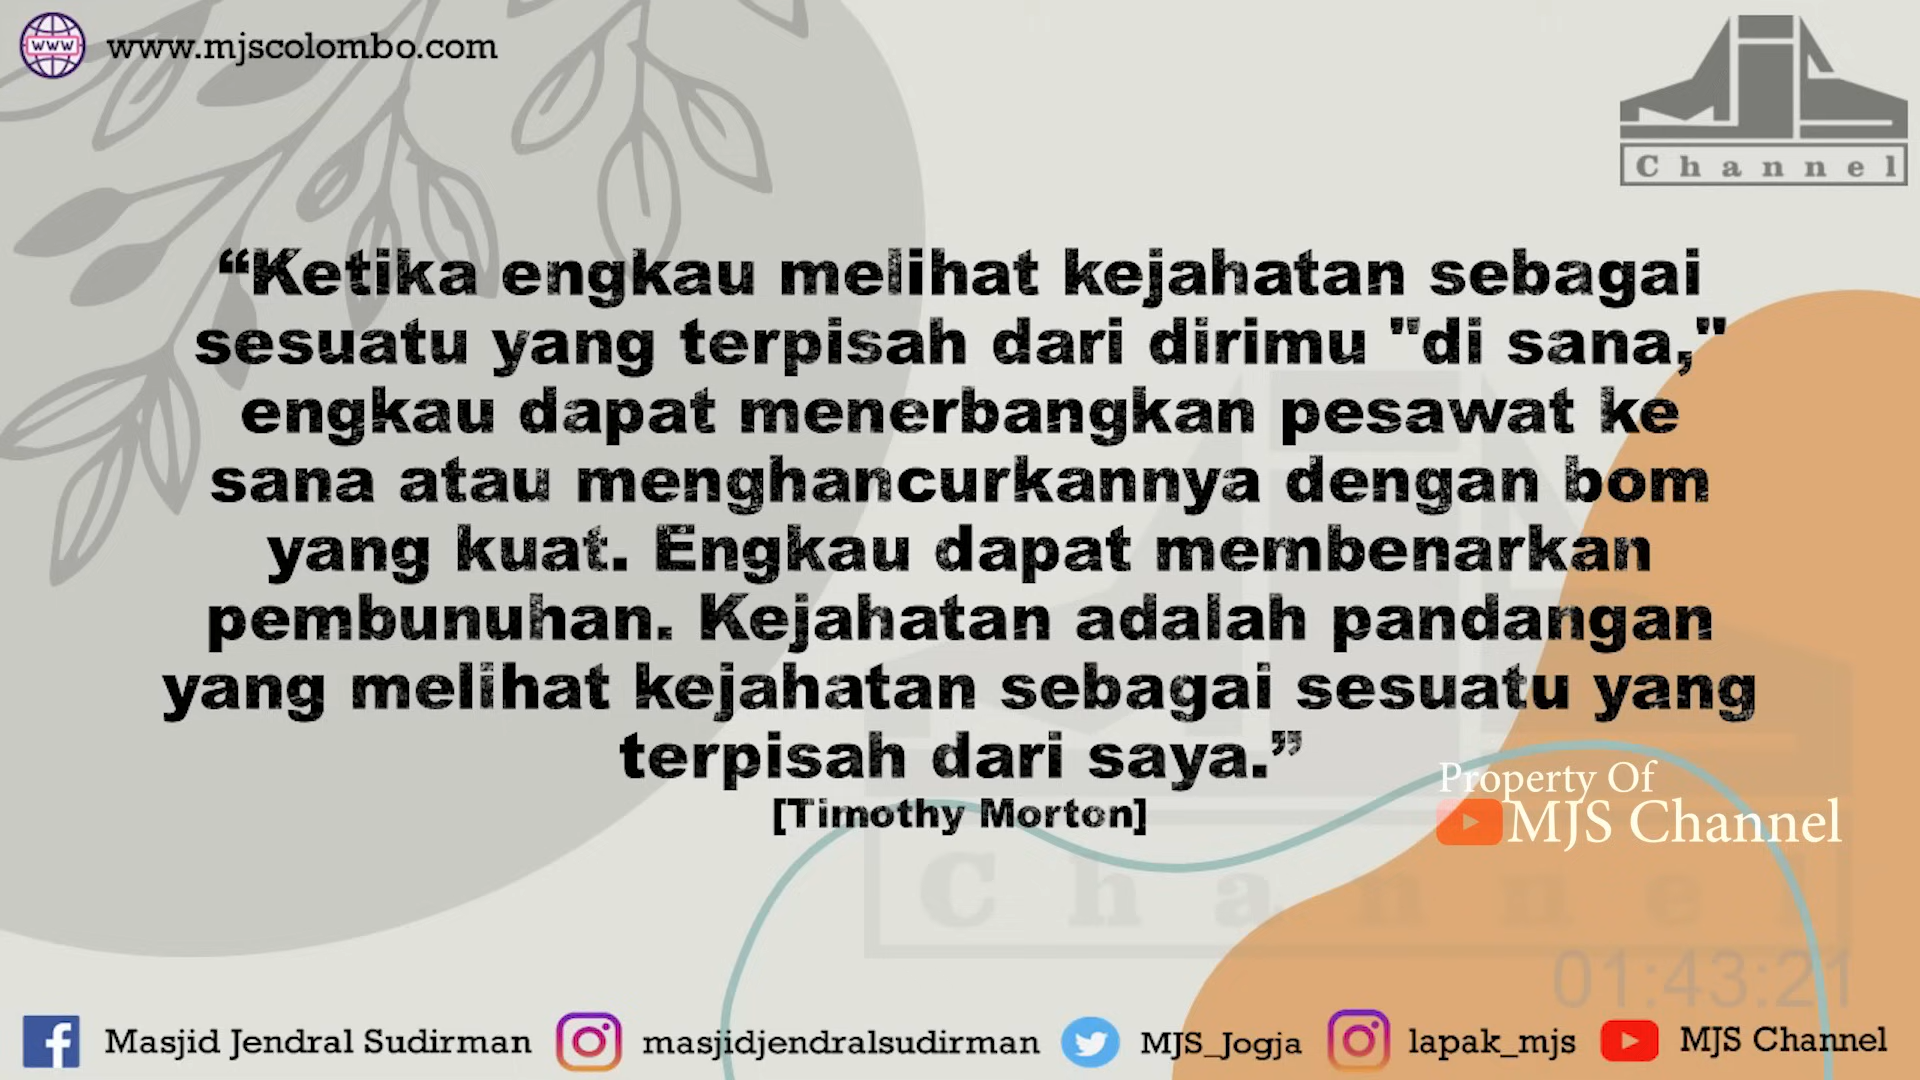 www.mjscolombo.com
WWW
MJS
Channel
“Ketika engkau melihat kejahatan sebagai
sesuatu yang terpisah dari dirimu "di sana,"
engkau dapat menerbangkan pesawat ke
sana atau menghancurkannya dengan bom
yang kuat. Engkau dapat membenarkan
pembunuhan. Kejahatan adalah pandangan
yang melihat kejahatan sebagai sesuatu yang
terpisah dari saya.”
[Timothy Morton]
Property Of
MJS Channel
Channel
01:43:21
Masjid Jendral Sudirman
masjidjendralsudirman
MJS_Jogja
lapak_mjs
MJS Channel